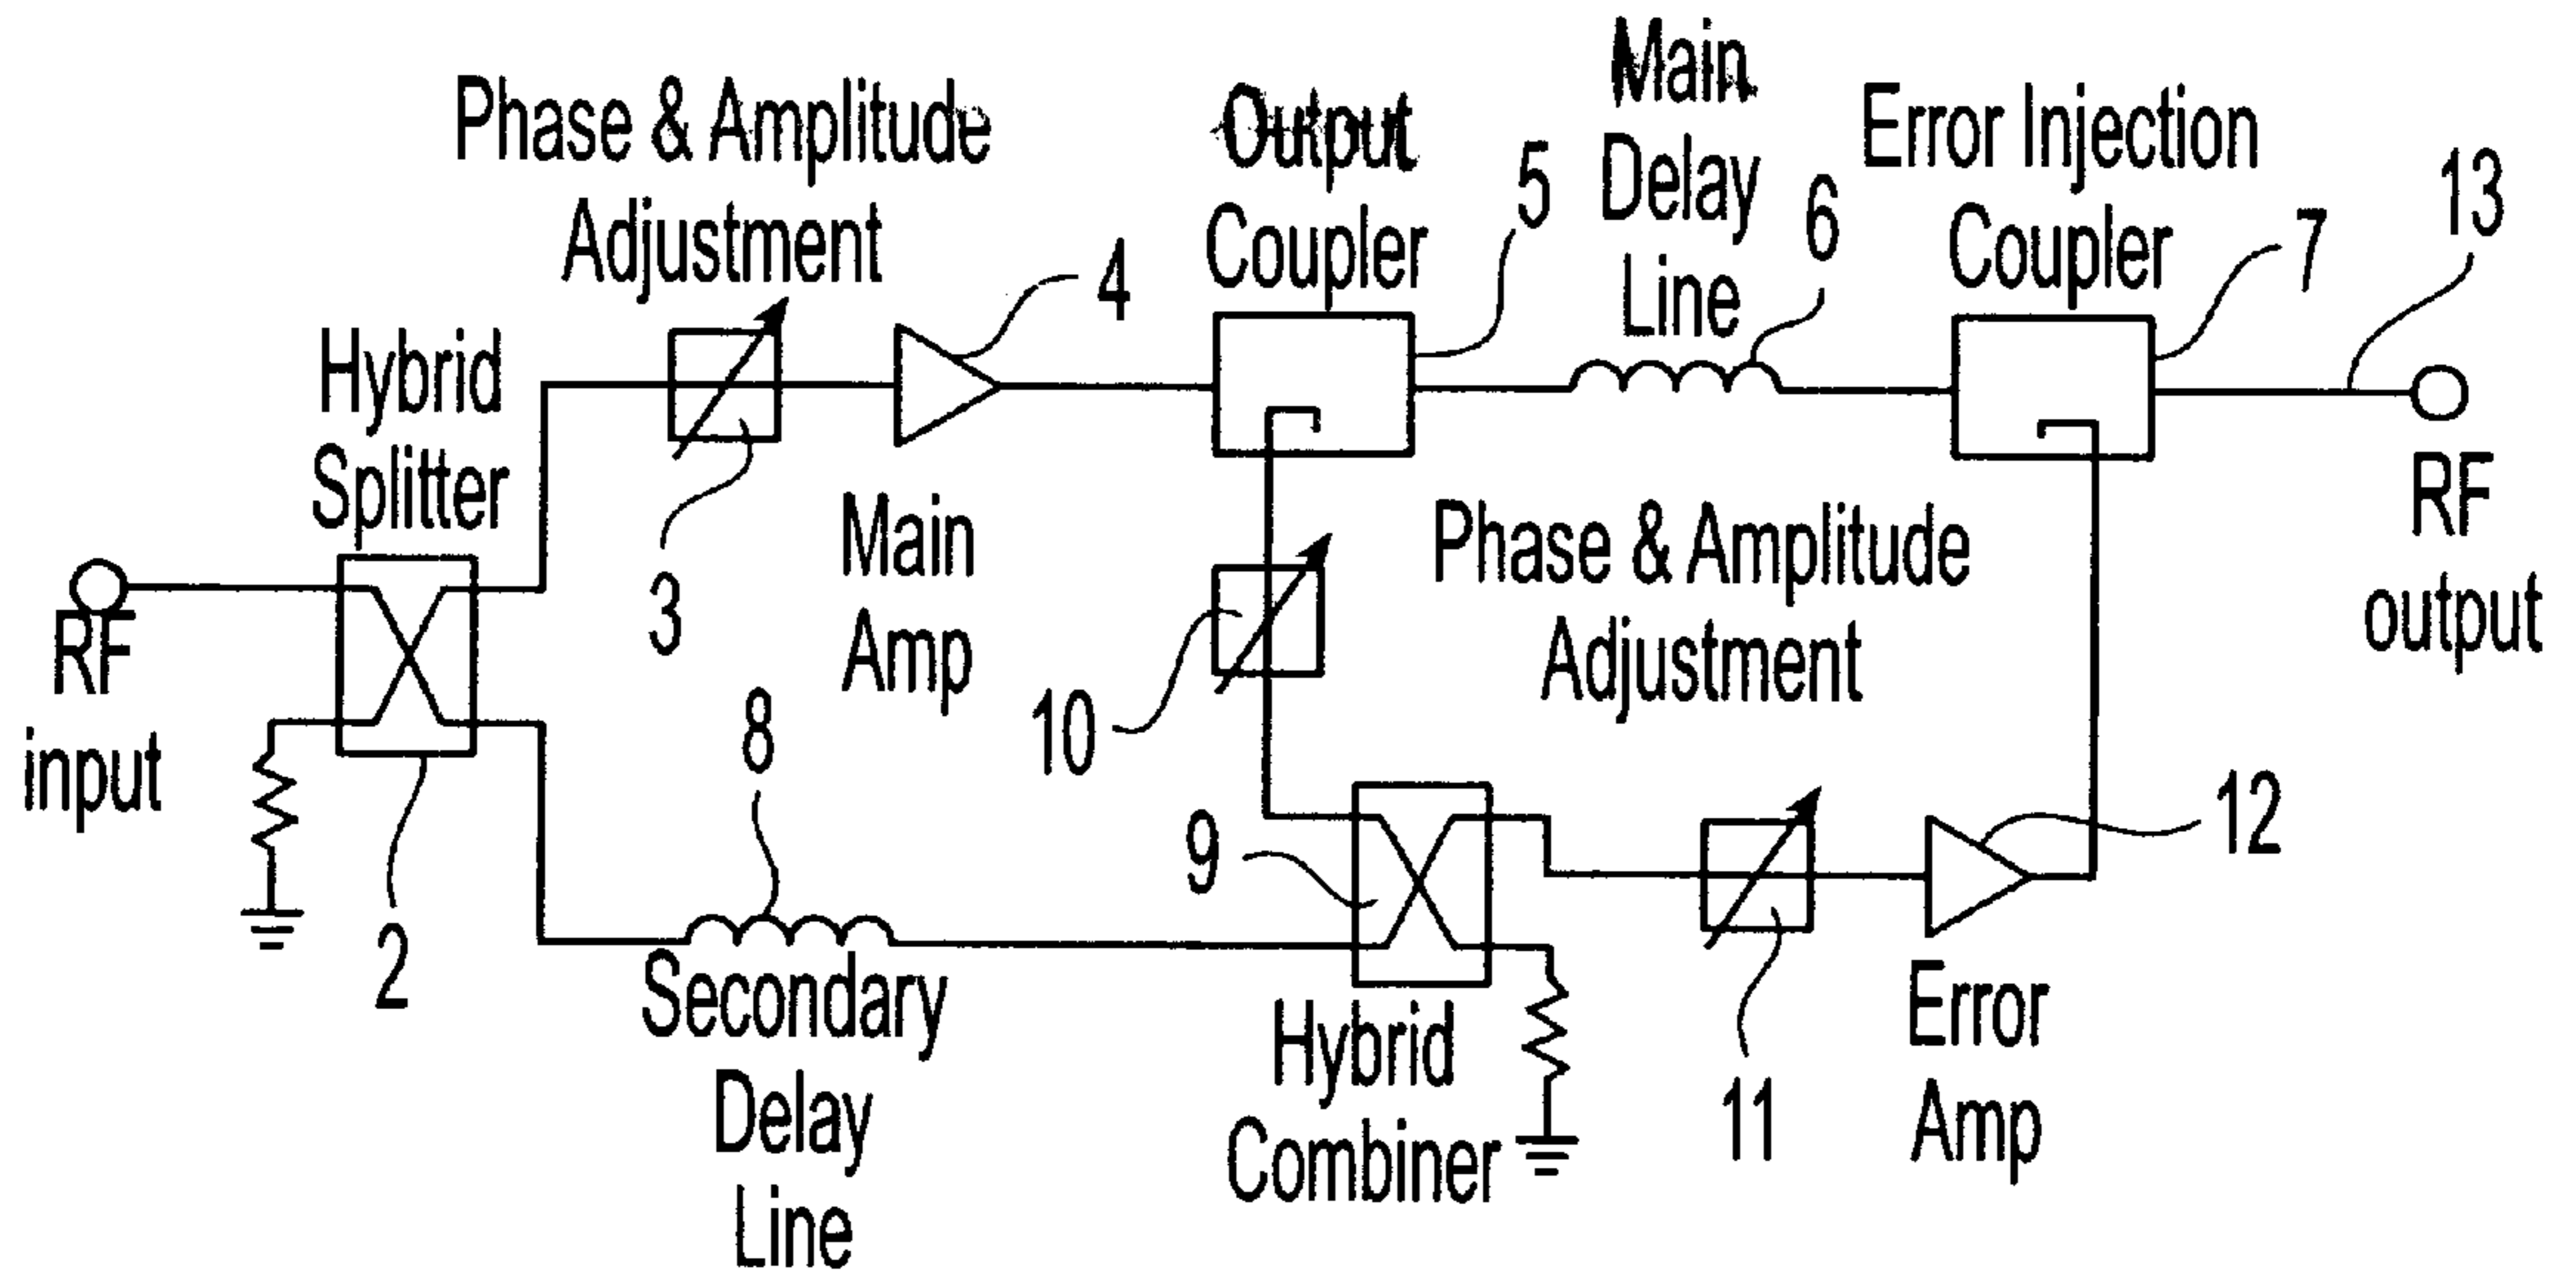 Phase & Amplitude
Adjustment
Output
Coupler
Main
Delay
Line
Error Injection
Coupler
5
6
7
13
4
Hybrid
Splitter
3
Main
Amp
Phase & Amplitude
Adjustment
RF
output
RF
input
10
8
2
9
12
11
Secondary
Delay
Line
Hybrid
Combiner
Error
Amp